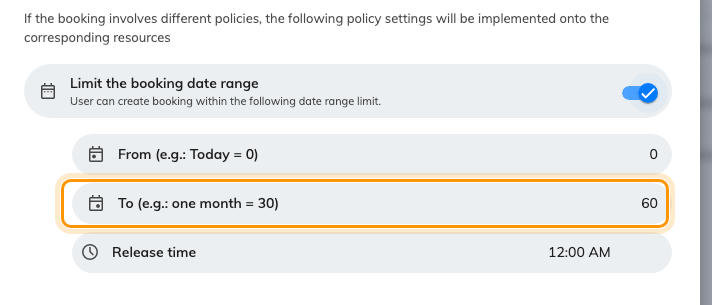 If the booking involves different policies, the following policy settings will be implemented onto the
corresponding resources
Limit the booking date range
User can create booking within the following date range limit.
From (e.g.: Today = 0) 0
To (e.g.: one month = 30) 60
Release time 12:00 AM